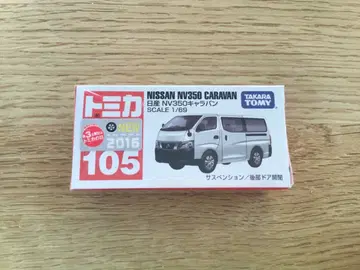 トミカ
NISSAN NV350 CARAVAN
日産 NV350キャラバン
SCALE 1/69
TAKARA
TOMY
2015
105
サスペンション/後部ドア開閉